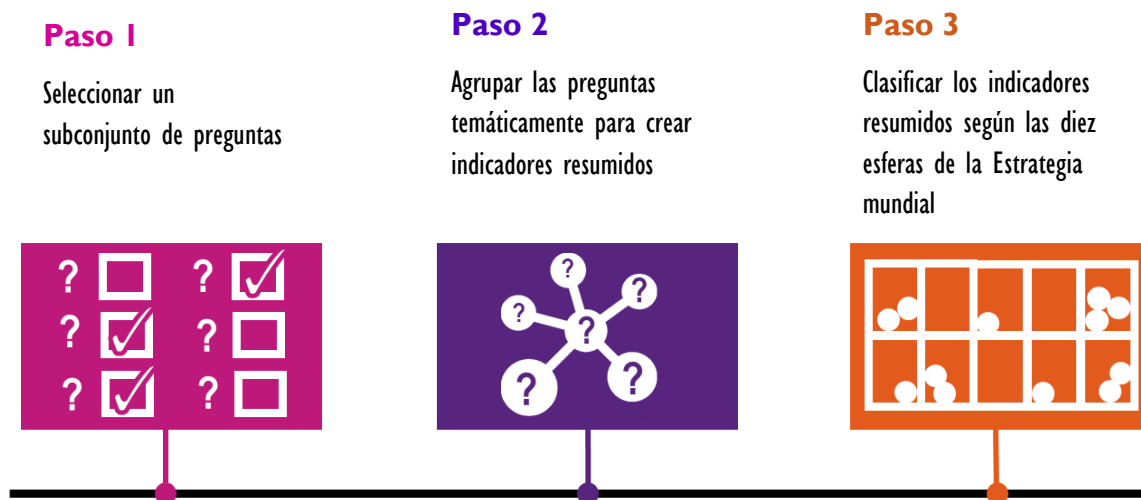 Paso 1
Seleccionar un
subconjunto de preguntas
? ?
? ?
? ?
Paso 2
Agrupar las preguntas
temáticamente para crear
indicadores resumidos
?
?
?
?
?
?
Paso 3
Clasificar los indicadores
resumidos según las diez
esferas de la Estrategia
mundial